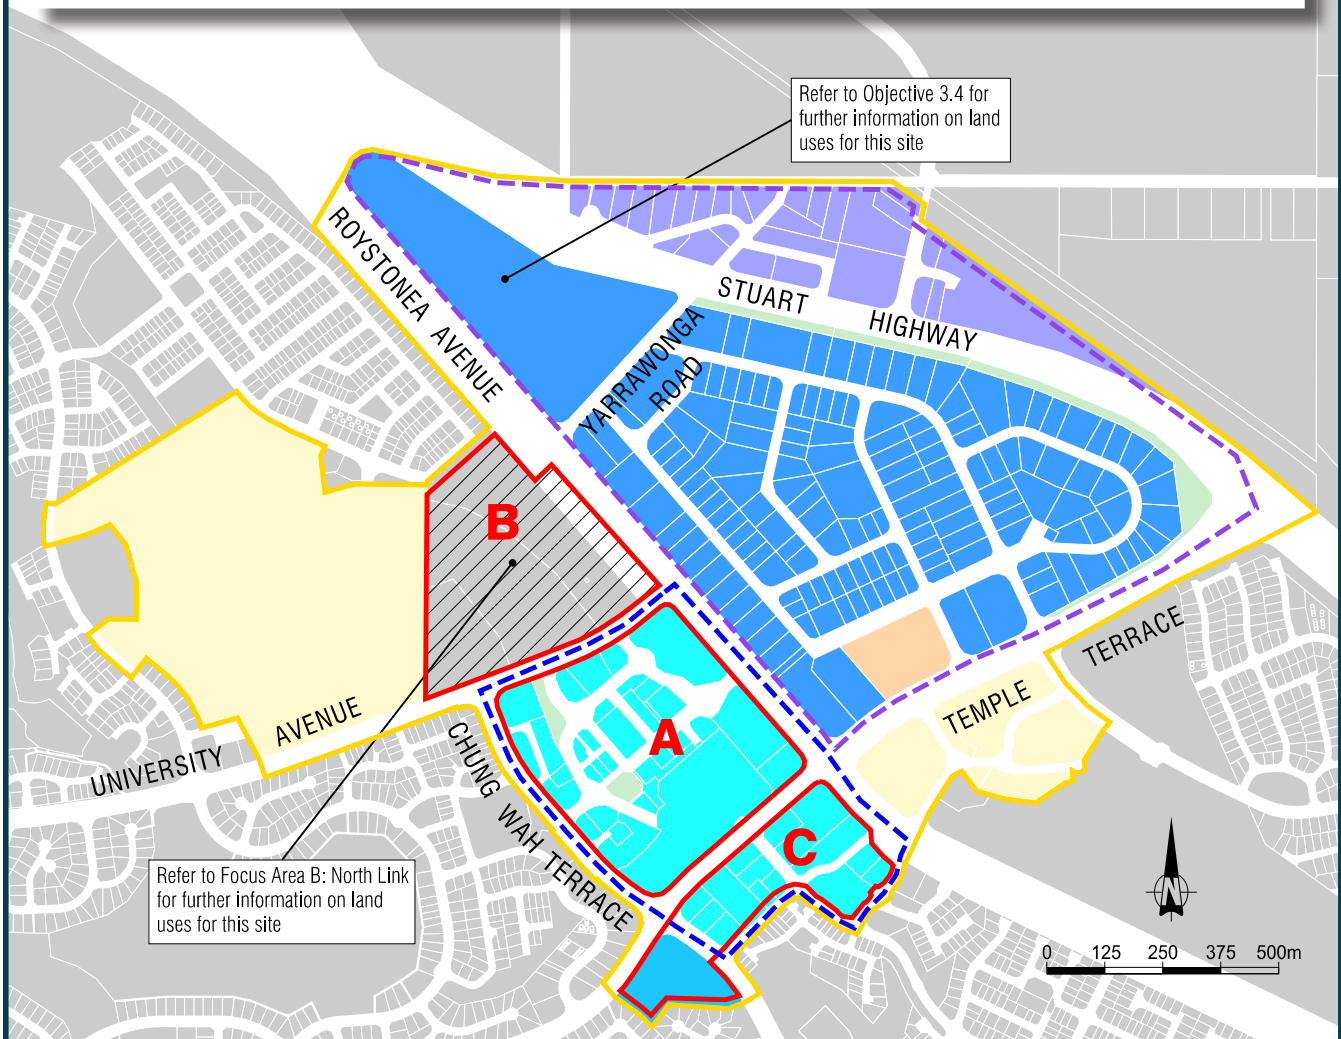 Refer to Objective 3.4 for
further information on land
uses for this site
ROYSTONEA AVENUE
STUART HIGHWAY
YARRAWONGA
ROAD
B
TERRACE
TEMPLE
A
AVENUE
UNIVERSITY
CHUNG WAH TERRACE
C
Refer to Focus Area B: North Link
for further information on land
uses for this site
N
0 125 250 375 500m